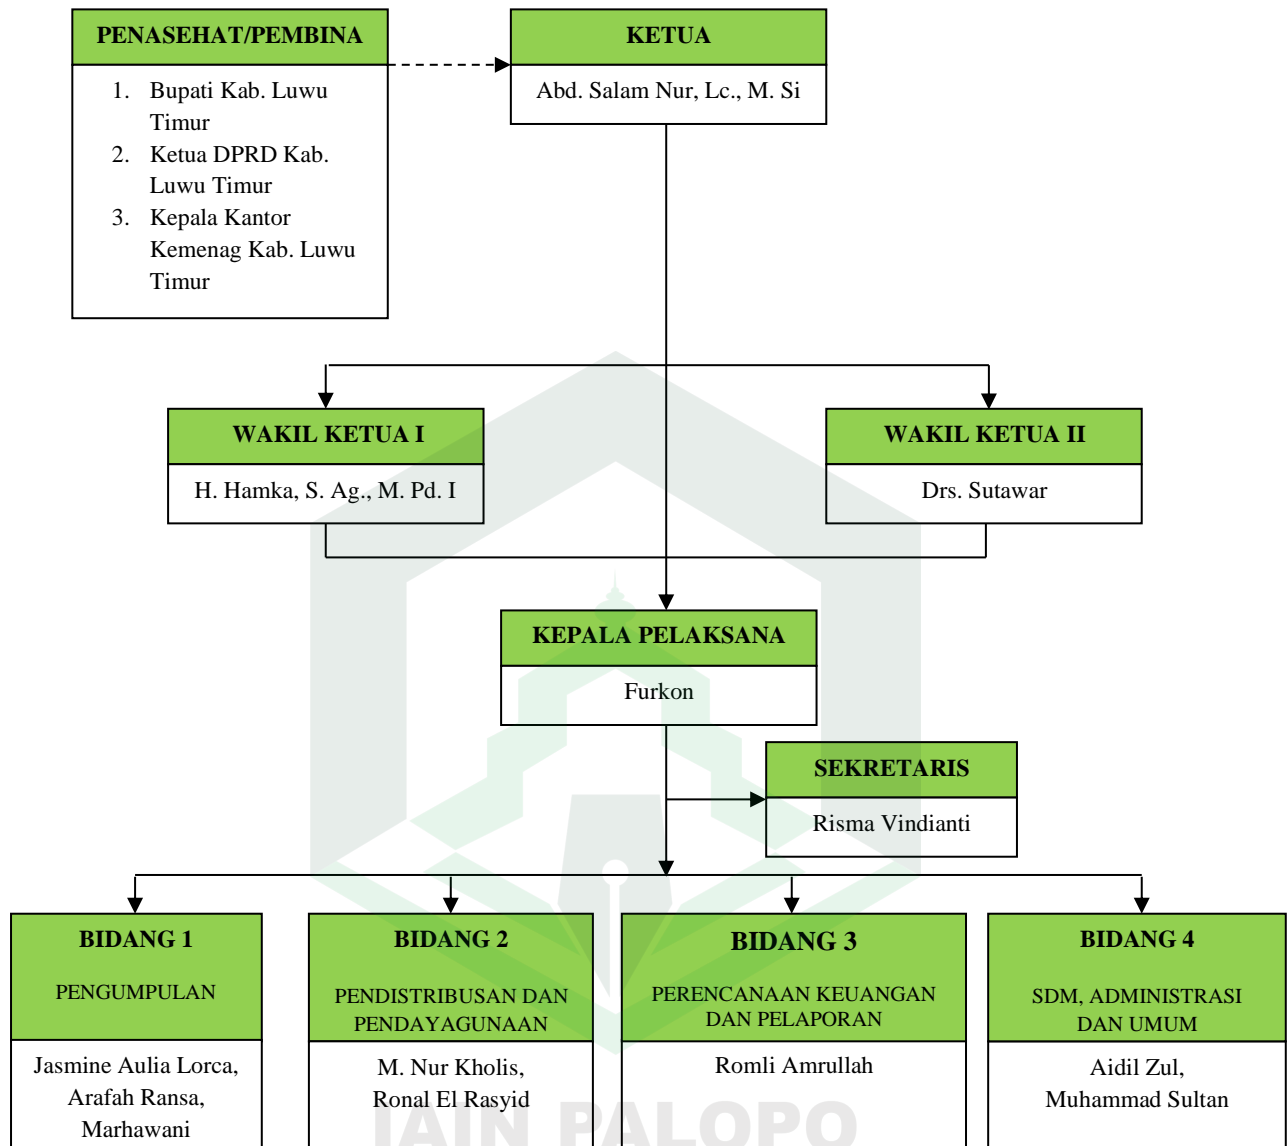 PENASEHAT/PEMBINA
1. Bupati Kab. Luwu
Timur
2. Ketua DPRD Kab.
Luwu Timur
3. Kepala Kantor
Kemenag Kab. Luwu
Timur
KETUA
Abd. Salam Nur, Lc., M. Si
WAKIL KETUA I
H. Hamka, S. Ag., M. Pd. I
WAKIL KETUA II
Drs. Sutawar
KEPALA PELAKSANA
Furkon
SEKRETARIS
Risma Vindianti
BIDANG 1
PENGUMPULAN
Jasmine Aulia Lorca,
Arafah Ransa,
Marhawani
BIDANG 2
PENDISTRIBUSAN DAN
PENDAYAGUNAAN
M. Nur Kholis,
Ronal El Rasyid
BIDANG 3
PERENCANAAN KEUANGAN
DAN PELAPORAN
Romli Amrullah
BIDANG 4
SDM, ADMINISTRASI
DAN UMUM
Aidil Zul,
Muhammad Sultan
IAIN PALOPO